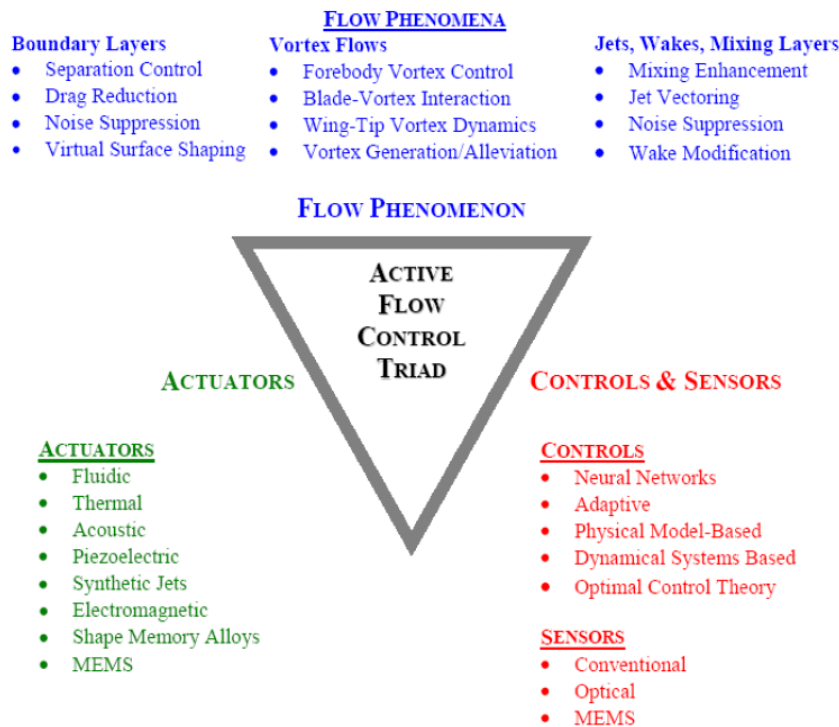 FLOW PHENOMENA
Boundary Layers
• Separation Control
• Drag Reduction
• Noise Suppression
• Virtual Surface Shaping
Vortex Flows
• Forebody Vortex Control
• Blade-Vortex Interaction
• Wing-Tip Vortex Dynamics
• Vortex Generation/Alleviation
Jets, Wakes, Mixing Layers
• Mixing Enhancement
• Jet Vectoring
• Noise Suppression
• Wake Modification
FLOW PHENOMENON
ACTIVE
FLOW
CONTROL
TRIAD
ACTUATORS
CONTROLS & SENSORS
ACTUATORS
• Fluidic
• Thermal
• Acoustic
• Piezoelectric
• Synthetic Jets
• Electromagnetic
• Shape Memory Alloys
• MEMS
CONTROLS
• Neural Networks
• Adaptive
• Physical Model-Based
• Dynamical Systems Based
• Optimal Control Theory
SENSORS
• Conventional
• Optical
• MEMS